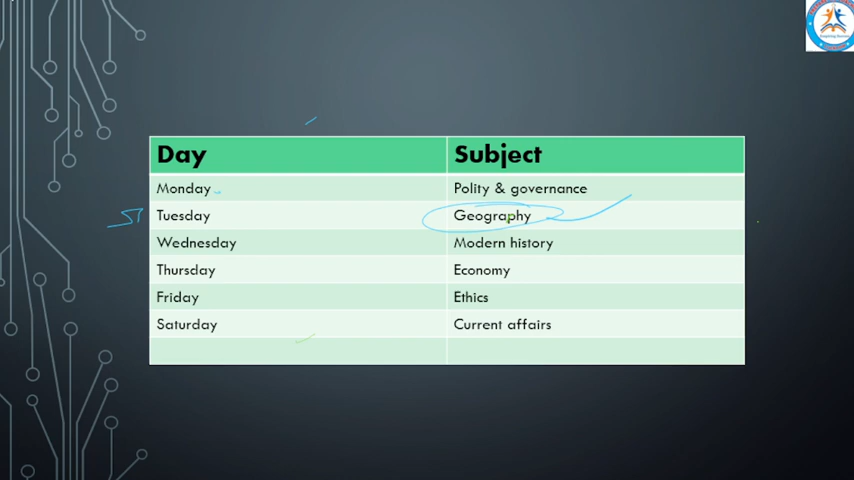 Day Subject
Monday Polity & governance
Tuesday Geography
Wednesday Modern history
Thursday Economy
Friday Ethics
Saturday Current affairs